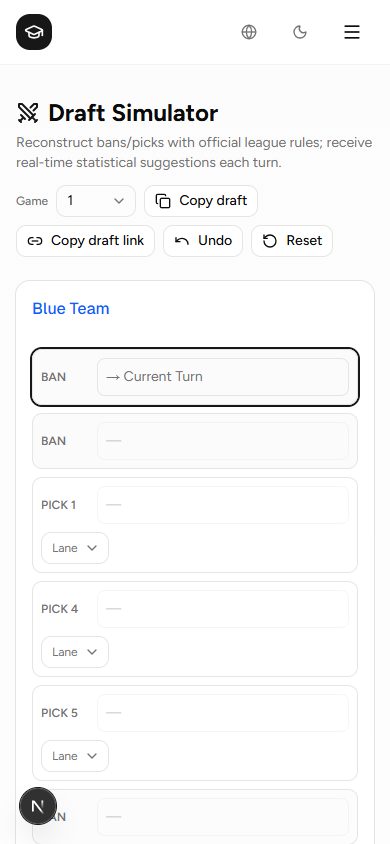 Draft Simulator
Reconstruct bans/picks with official league rules; receive
real-time statistical suggestions each turn.
Game 1 Copy draft
Copy draft link Undo Reset
Blue Team
BAN → Current Turn
BAN —
PICK 1 —
Lane
PICK 4 —
Lane
PICK 5 —
Lane
N
AN —